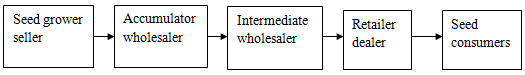 Seed grower
seller
Accumulator
wholesaler
Intermediate
wholesaler
Retailer
dealer
Seed
consumers